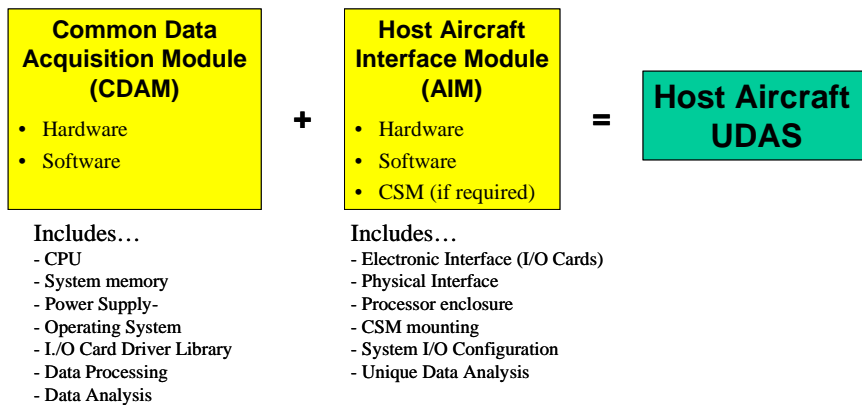 Common Data
Acquisition Module
(CDAM)
• Hardware
• Software
+
Host Aircraft
Interface Module
(AIM)
• Hardware
• Software
• CSM (if required)
=
Host Aircraft
UDAS
Includes…
- CPU
- System memory
- Power Supply-
- Operating System
- I./O Card Driver Library
- Data Processing
- Data Analysis
Includes…
- Electronic Interface (I/O Cards)
- Physical Interface
- Processor enclosure
- CSM mounting
- System I/O Configuration
- Unique Data Analysis